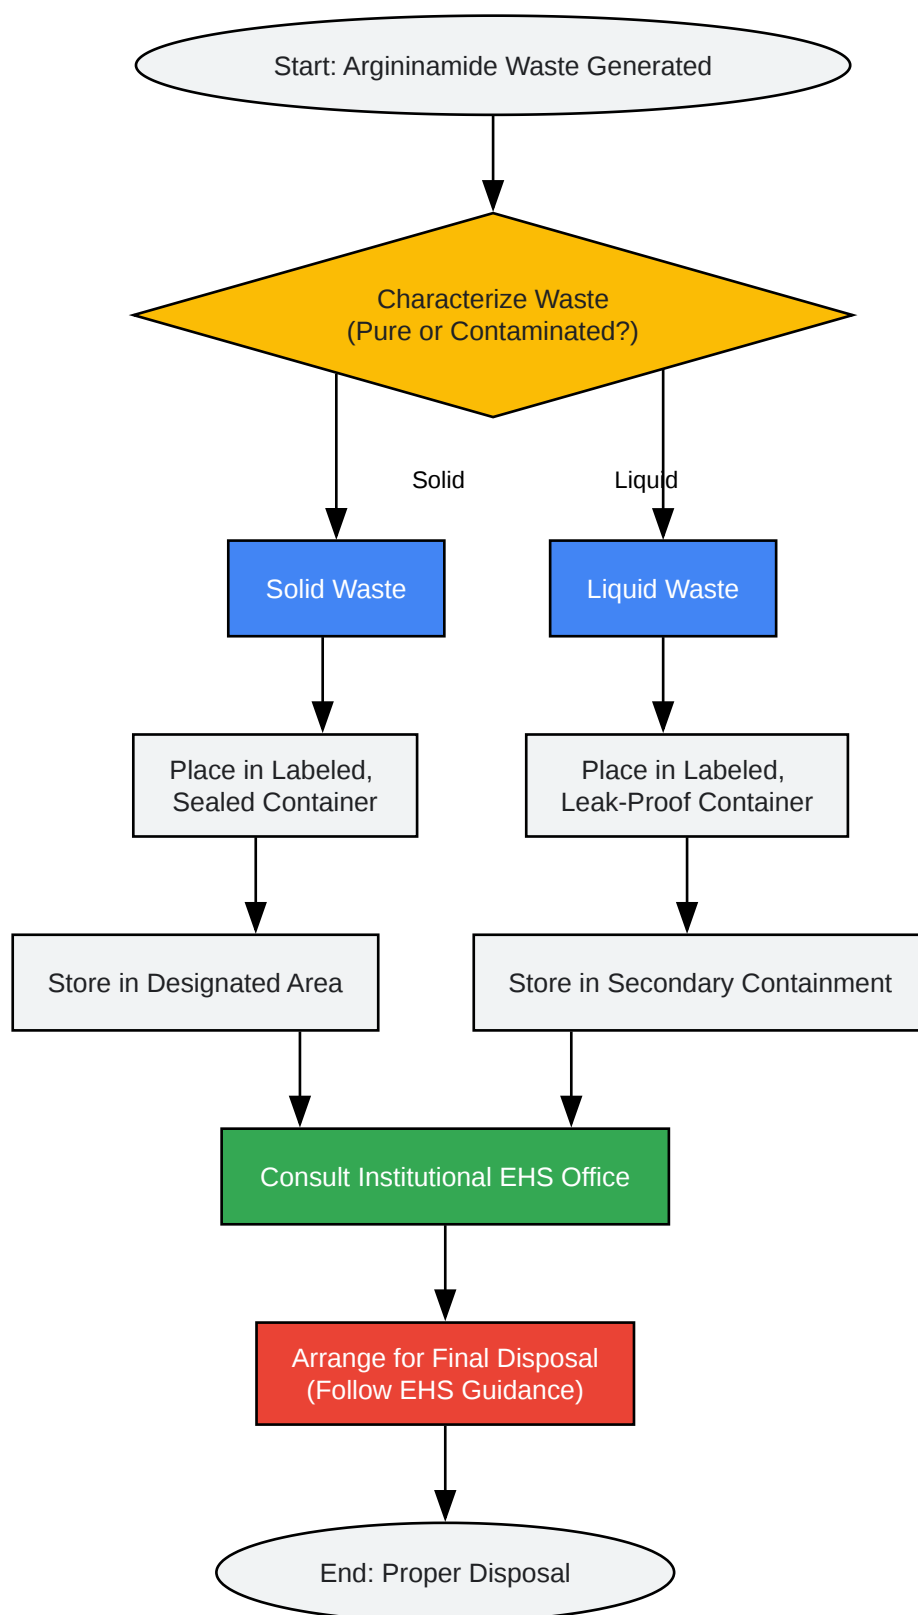 Start: Argininamide Waste Generated
Characterize Waste
(Pure or Contaminated?)
Solid
Liquid
Solid Waste
Liquid Waste
Place in Labeled,
Sealed Container
Place in Labeled,
Leak-Proof Container
Store in Designated Area
Store in Secondary Containment
Consult Institutional EHS Office
Arrange for Final Disposal
(Follow EHS Guidance)
End: Proper Disposal